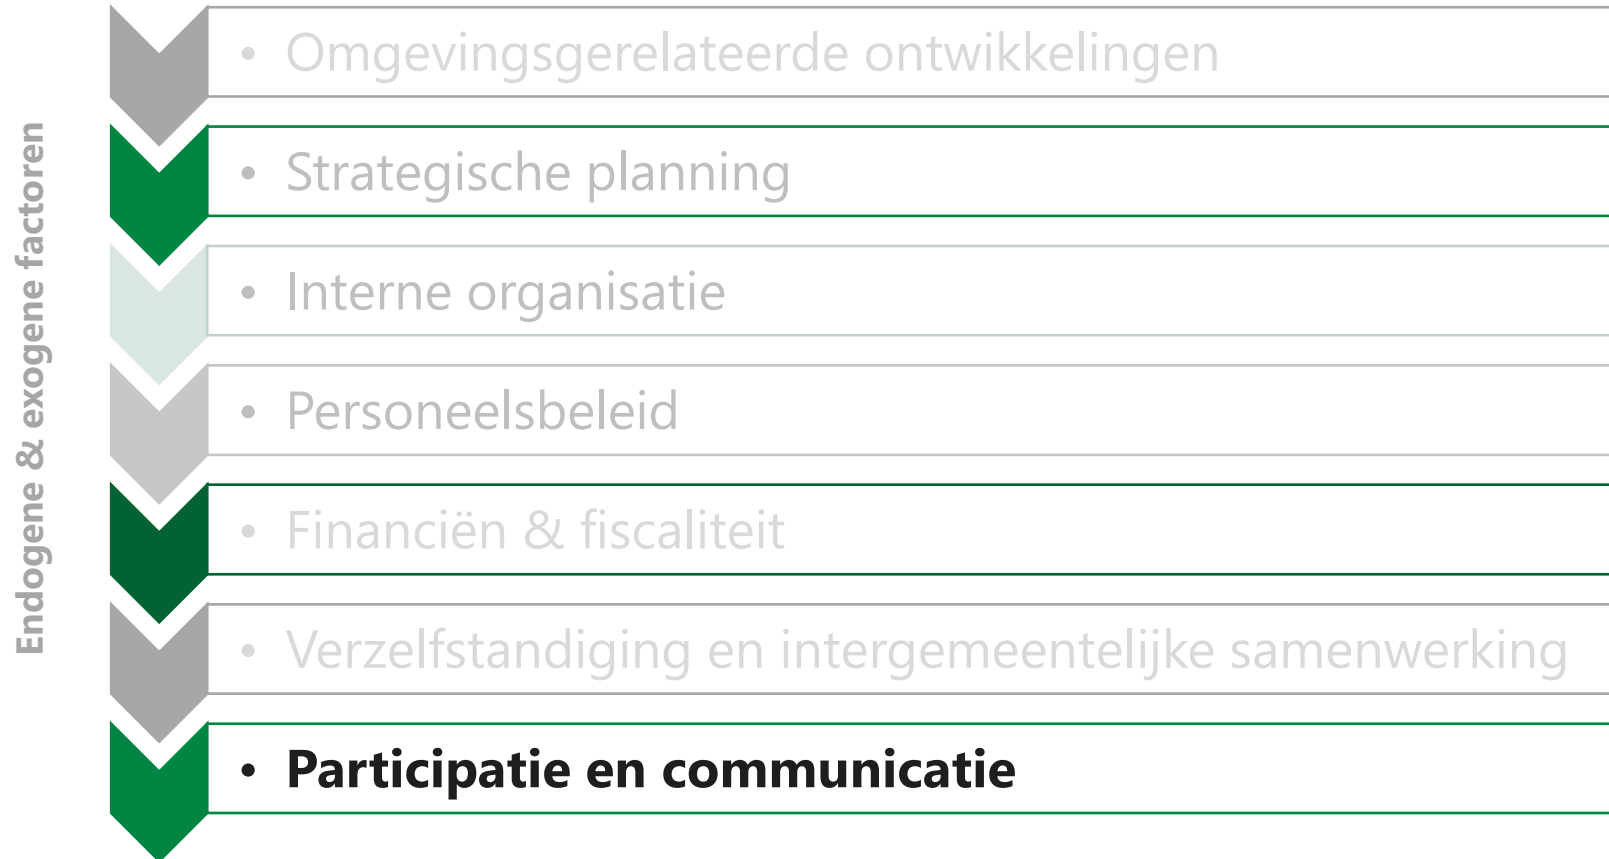 Endogene & exogene factoren
• Omgevingsgerelateerde ontwikkelingen
• Strategische planning
• Interne organisatie
• Personeelsbeleid
• Financiën & fiscaliteit
• Verzelfstandiging en intergemeentelijke samenwerking
• Participatie en communicatie